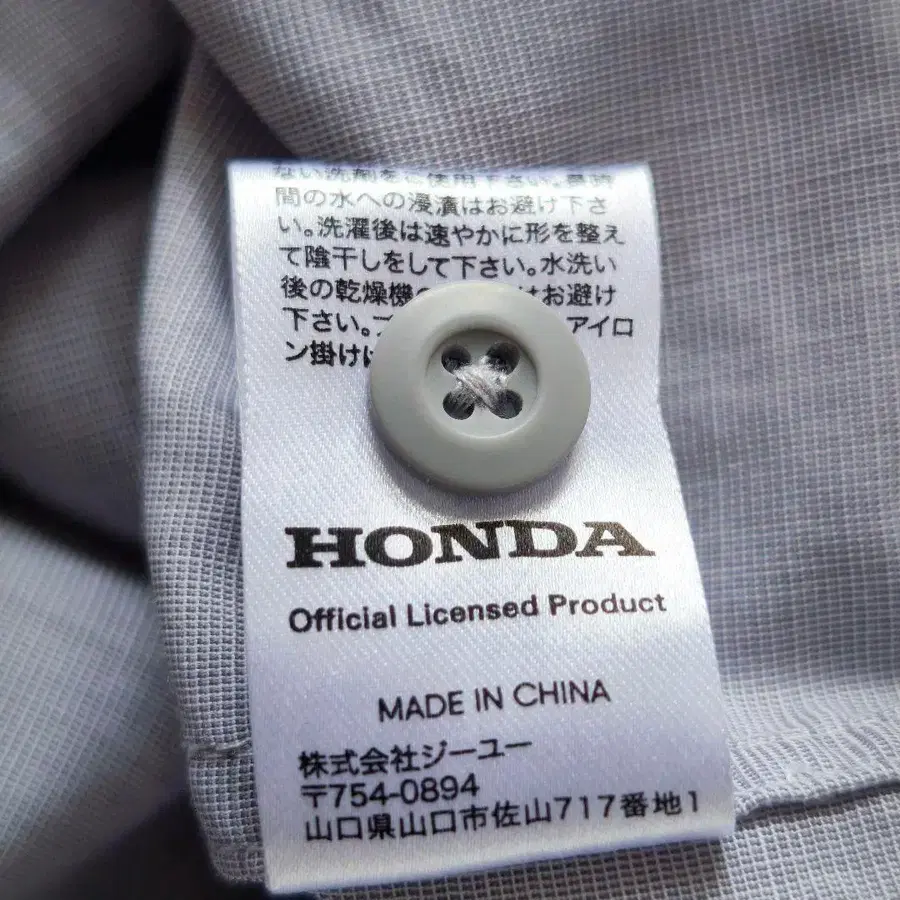 ない洗剤をご使用下さい。長時
間の水への浸漬はお避け下さ
い。洗濯後は速やかに形を整え
て陰干しをして下さい。水洗い
後の乾燥機の はお避け
下さい。 アイロ
ン掛けは
HONDA
Official Licensed Product
MADE IN CHINA
株式会社ジーユー
〒754-0894
山口県山口市佐山717番地1